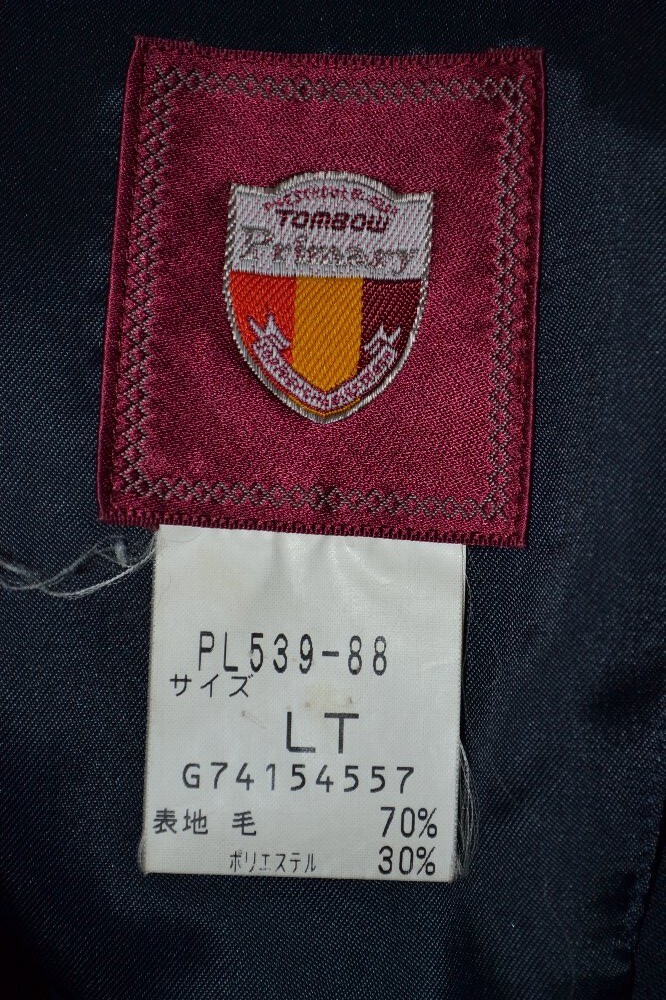 TOMBOW
Primary
PL539-88
サイズ
LT
G74154557
表地 毛 70%
ポリエステル 30%